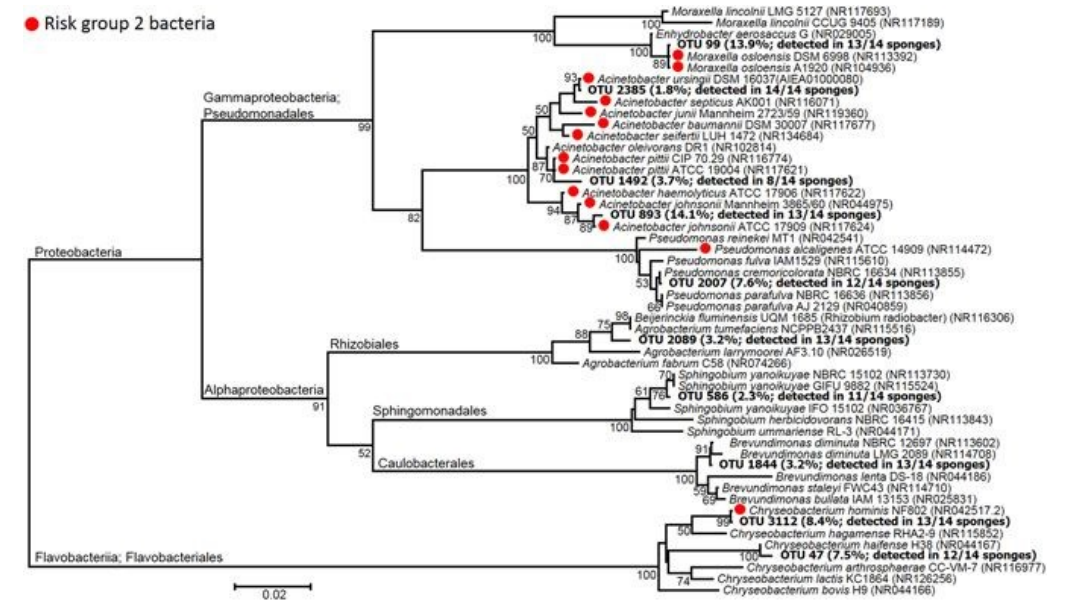 Risk group 2 bacteria
Moraxella lincolnii LMG 5127 (NR117693)
100
Moraxella lincolnii CCUG 9405 (NR117189)
100
Enhydrobacter aerosaccus G (NR029005)
OTU 99 (13.9%; detected in 13/14 sponges)
100
Moraxella osloensis DSM 6998 (NR113392)
89
Moraxella osloensis A1920 (NR104936)
93
Acinetobacter ursingii DSM 16037(AIEA01000080)
OTU 2385 (1.8%; detected in 14/14 sponges)
Gammaproteobacteria;
Pseudomonadales
99
Acinetobacter septicus AK001 (NR116071)
50
Acinetobacter junii Mannheim 2723/59 (NR119360)
Acinetobacter baumannii DSM 30007 (NR117677)
50
Acinetobacter seifertii LUH 1472 (NR134684)
Acinetobacter oleivorans DR1 (NR102814)
Acinetobacter pittii CIP 70.29 (NR116774)
87
Acinetobacter pittii ATCC 19004 (NR117621)
100
70
OTU 1492 (3.7%; detected in 8/14 sponges)
Acinetobacter haemolyticus ATCC 17906 (NR117622)
Acinetobacter johnsonii Mannheim 3865/60 (NR044975)
94
OTU 893 (14.1%; detected in 13/14 sponges)
82
87
89
Acinetobacter johnsonii ATCC 17909 (NR117624)
Pseudomonas reinekei MT1 (NR042541)
Pseudomonas alcaligenes ATCC 14909 (NR114472)
Proteobacteria
100
Pseudomonas fulva IAM1529 (NR115610)
Pseudomonas cremoricolorata NBRC 16634 (NR113855)
53
OTU 2007 (7.6%; detected in 12/14 sponges)
Pseudomonas parafulva NBRC 16636 (NR113856)
66
Pseudomonas parafulva AJ 2129 (NR040859)
98
Beijerinckia fluminensis UQM 1685 (Rhizobium radiobacter) (NR116306)
75
Agrobacterium tumefaciens NCPPB2437 (NR115516)
88
OTU 2089 (3.2%; detected in 13/14 sponges)
Rhizobiales
Agrobacterium larrymoorei AF3.10 (NR026519)
100
Agrobacterium fabrum C58 (NR074266)
70
Sphingobium yanoikuyae NBRC 15102 (NR113730)
Sphingobium yanoikuyae GIFU 9882 (NR115524)
Alphaproteobacteria
91
61
76
OTU 586 (2.3%; detected in 11/14 sponges)
Sphingobium yanoikuyae IFO 15102 (NR036767)
Sphingomonadales
Sphingobium herbicidovorans NBRC 16415 (NR113843)
100
Sphingobium ummariense RL-3 (NR044171)
Brevundimonas diminuta NBRC 12697 (NR113602)
91
Brevundimonas diminuta LMG 2089 (NR114708)
52
Caulobacterales
OTU 1844 (3.2%; detected in 13/14 sponges)
100
Brevundimonas lenta DS-18 (NR044186)
59
Brevundimonas staleyi FWC43 (NR114710)
69
Brevundimonas bullata IAM 13153 (NR025831)
Chryseobacterium hominis NF802 (NR042517.2)
99
OTU 3112 (8.4%; detected in 13/14 sponges)
50
Chryseobacterium hagamense RHA2-9 (NR115852)
Chryseobacterium haifense H38 (NR044167)
Flavobacteriia; Flavobacteriales
100
OTU 47 (7.5%; detected in 12/14 sponges)
Chryseobacterium arthrosphaerae CC-VM-7 (NR116977)
100
74
Chryseobacterium lactis KC1864 (NR126256)
Chryseobacterium bovis H9 (NR044166)
0.02